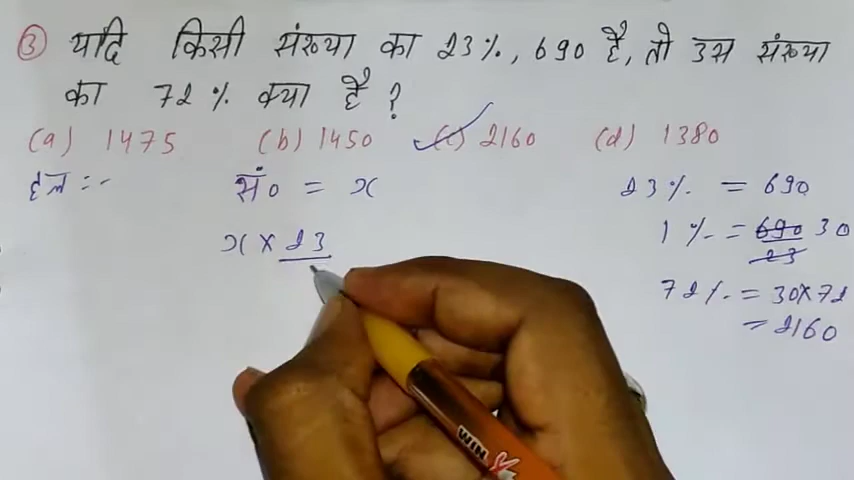 ③ यदि किसी संख्या का 23%, 690 है, तो उस संख्या
का 72% क्या है?
(a) 1475 (b) 1450 (c) 2160 (d) 1380
हल :-
सं० = x
x × 23
23% = 690
1% = 690 30
23
72% = 30×72
= 2160
WIN